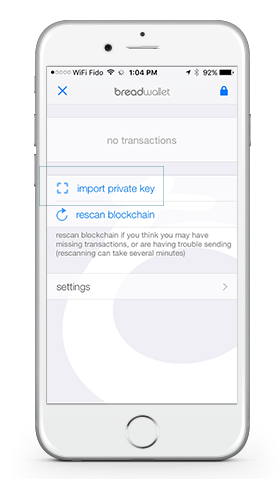 WiFi Fido 1:04 PM 92%
breadwallet
no transactions
import private key
rescan blockchain
rescan blockchain if you think you may have
missing transactions, or are having trouble sending
(rescanning can take several minutes)
settings